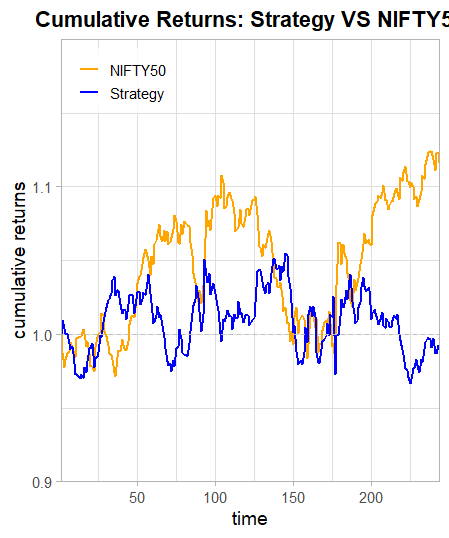 Cumulative Returns: Strategy VS NIFTY5
NIFTY50
Strategy
cumulative returns
1.1
1.0
0.9
50 100 150 200
time